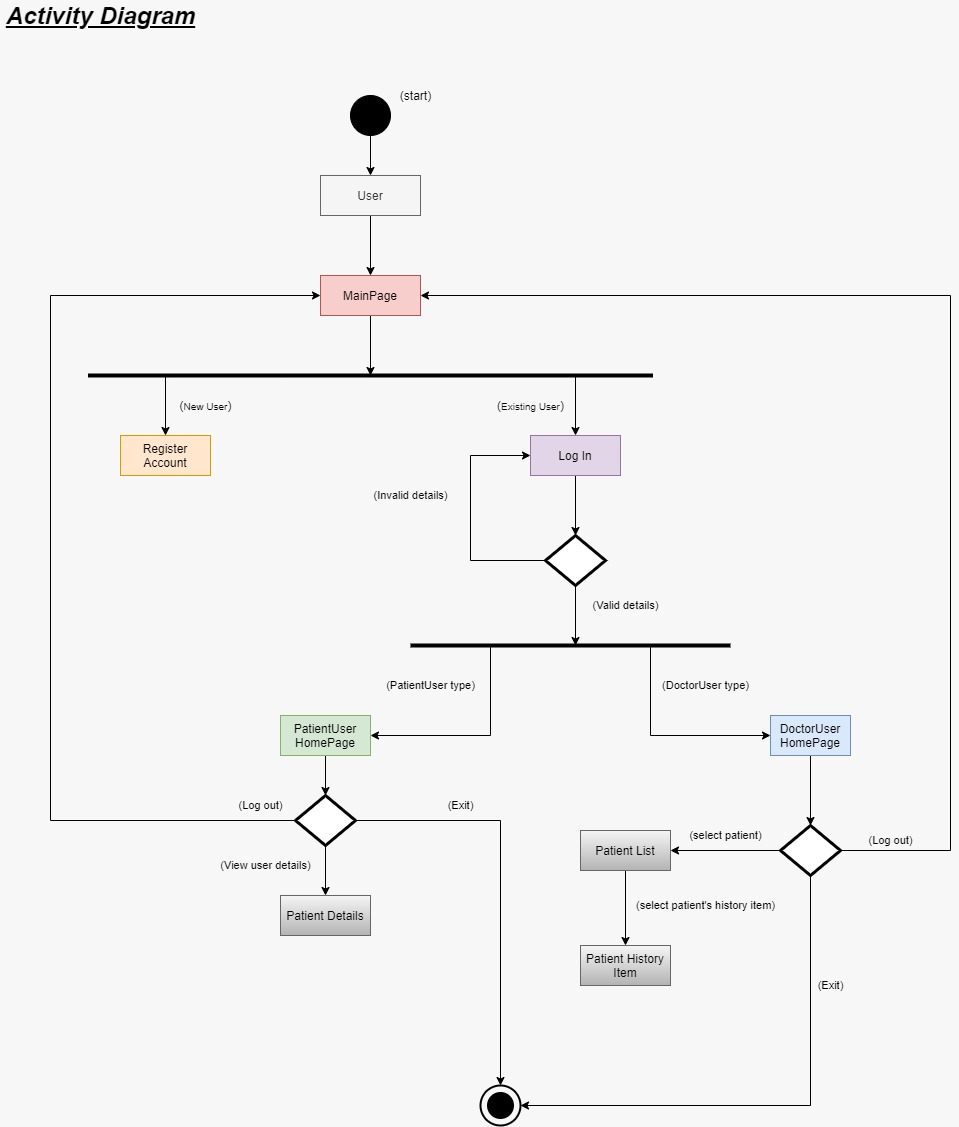 Activity Diagram
(start)
User
MainPage
(New User)
(Existing User)
Register
Account
Log In
(Invalid details)
(Valid details)
(PatientUser type)
(DoctorUser type)
PatientUser
HomePage
DoctorUser
HomePage
(Log out)
(Exit)
(select patient)
(Log out)
Patient List
(View user details)
Patient Details
(select patient's history item)
Patient History
Item
(Exit)